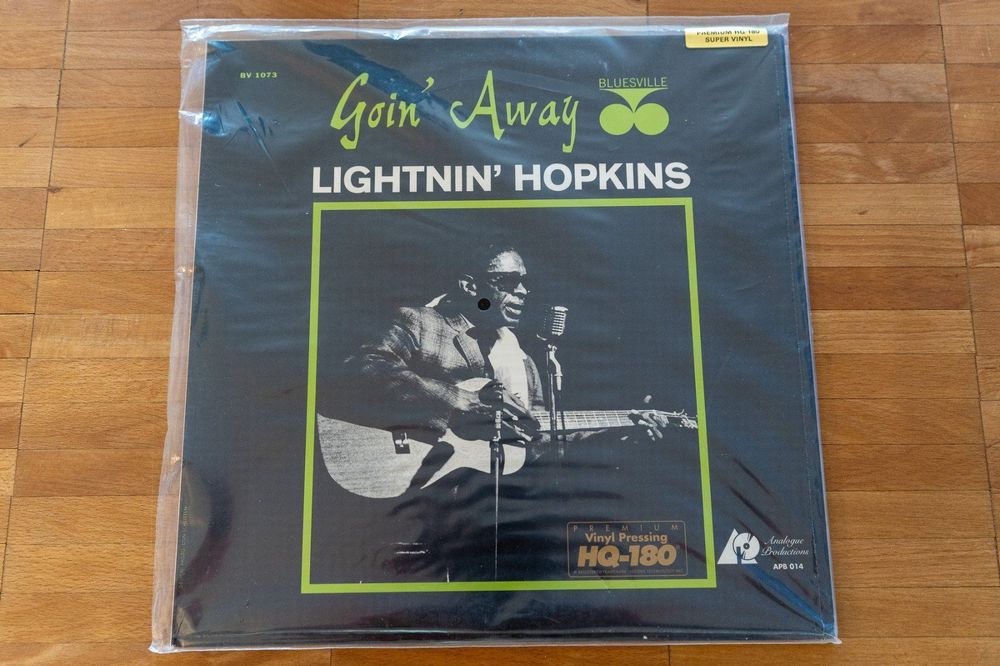 PREMIUM HQ-180
SUPER VINYL
BV 1073
Goin' Away
BLUESVILLE
LIGHTNIN' HOPKINS
PREMIUM
Vinyl Pressing
HQ-180
Analogue
Productions
APB 014